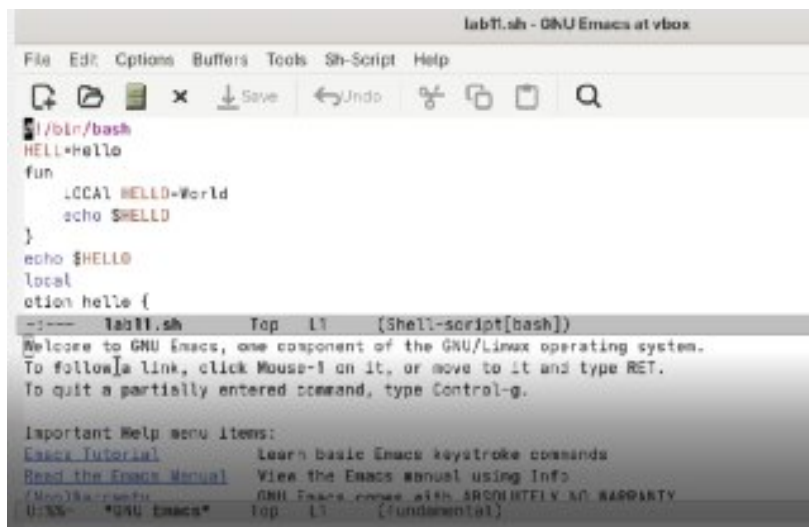 lab11.sh - GNU Emacs at vbox
File Edit Options Buffers Tools Sh-Script Help
Save Undo
#!/bin/bash
HELL=Hello
fun
LOCAl HELLO=World
echo $HELLO
}
echo $HELLO
local
ction hello {
-:--- lab11.sh Top L1 (Shell-script[bash])
Welcome to GNU Emacs, one component of the GNU/Linux operating system.
To follow a link, click Mouse-1 on it, or move to it and type RET.
To quit a partially entered command, type Control-g.
Important Help menu items:
Emacs Tutorial Learn basic Emacs keystroke commands
Read the Emacs Manual View the Emacs manual using Info
(Non)Warranty GNU Emacs comes with ABSOLUTELY NO WARRANTY
U:%%- *GNU Emacs* Top L1 (Fundamental)